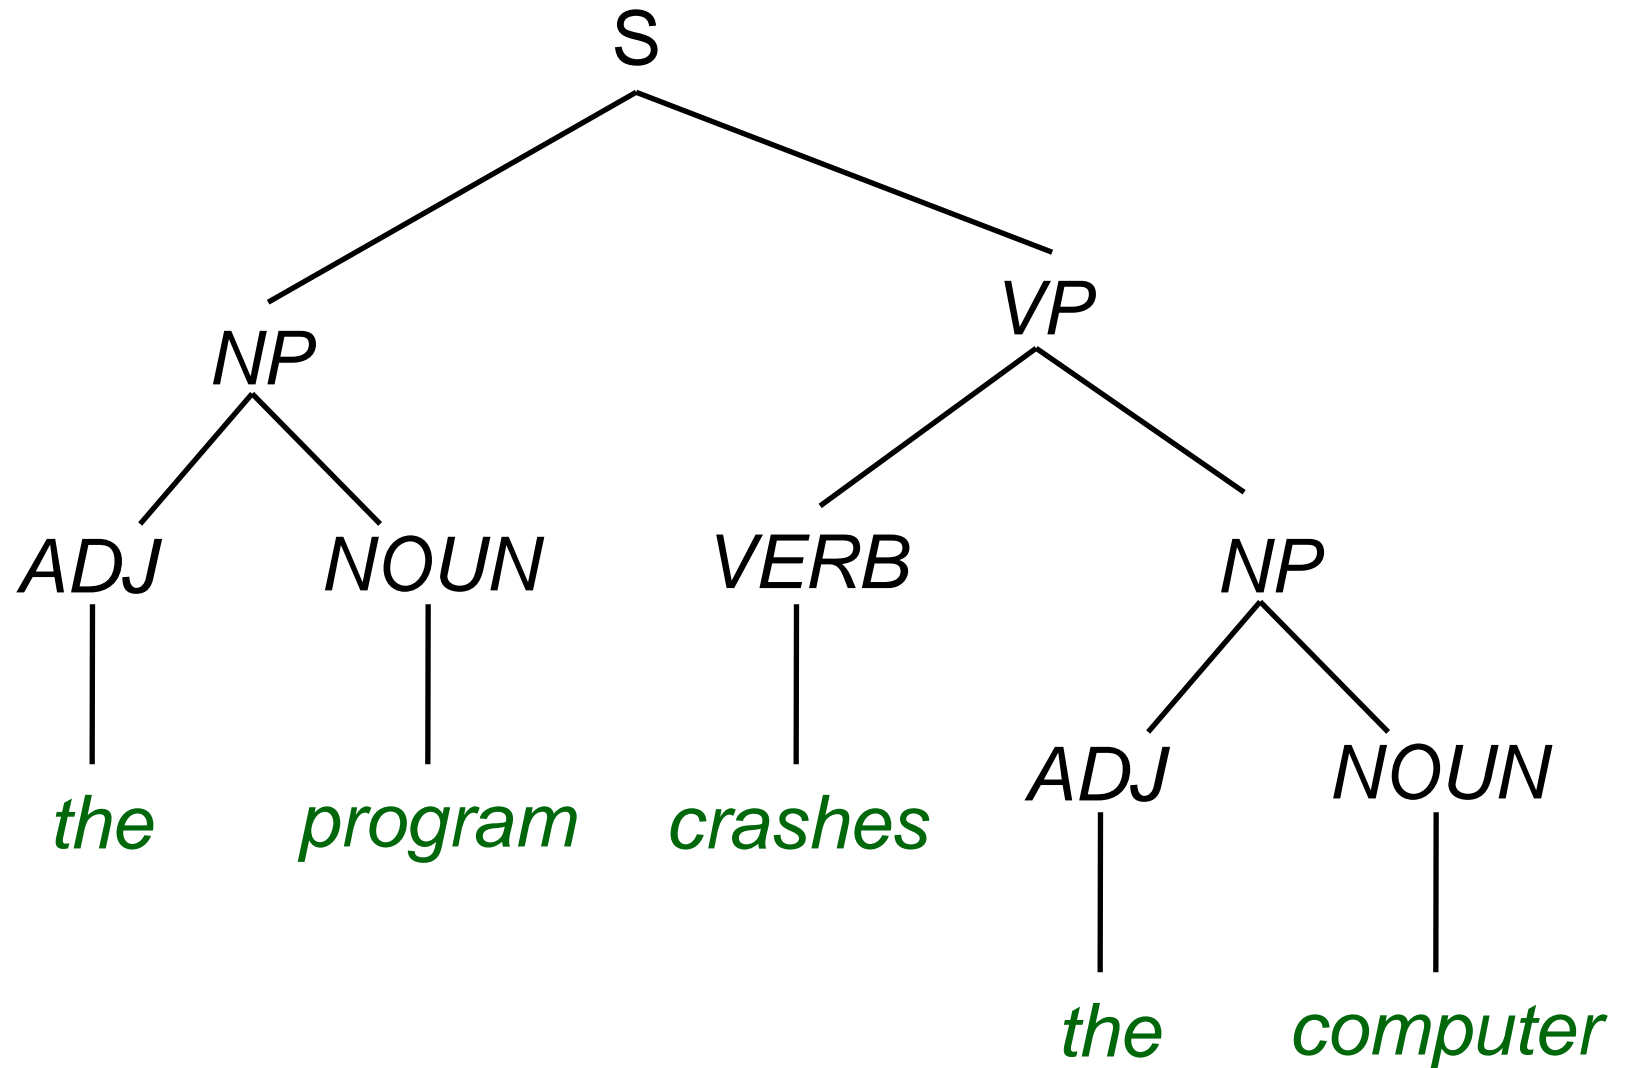 S
VP
NP
ADJ NOUN VERB NP
ADJ NOUN
the program crashes
the computer